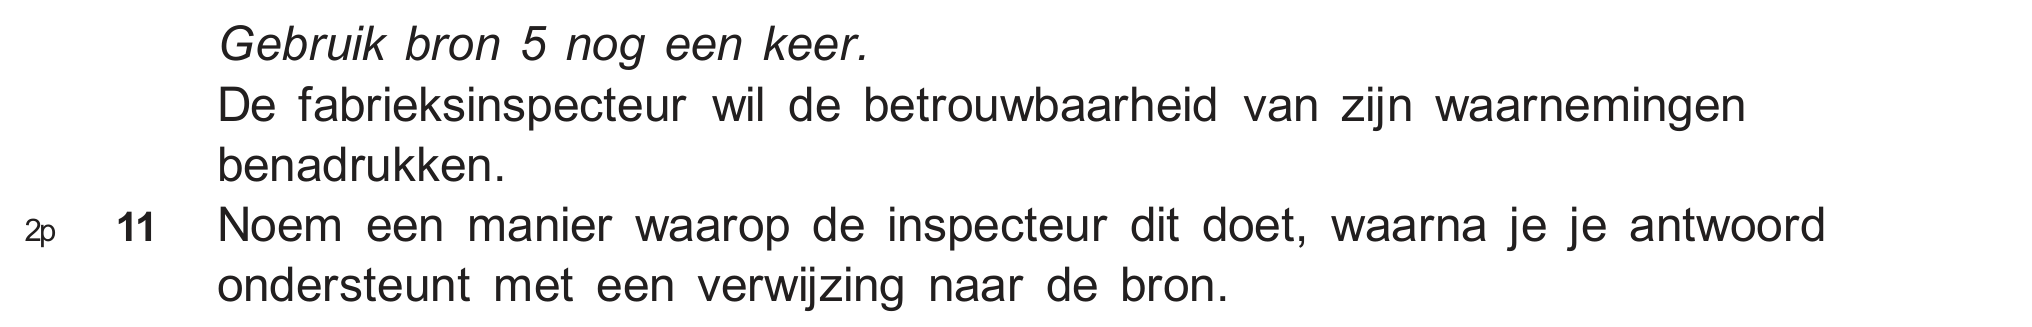 Gebruik bron 5 nog een keer.
De fabrieksinspecteur wil de betrouwbaarheid van zijn waarnemingen
benadrukken.
2p 11 Noem een manier waarop de inspecteur dit doet, waarna je je antwoord
ondersteunt met een verwijzing naar de bron.